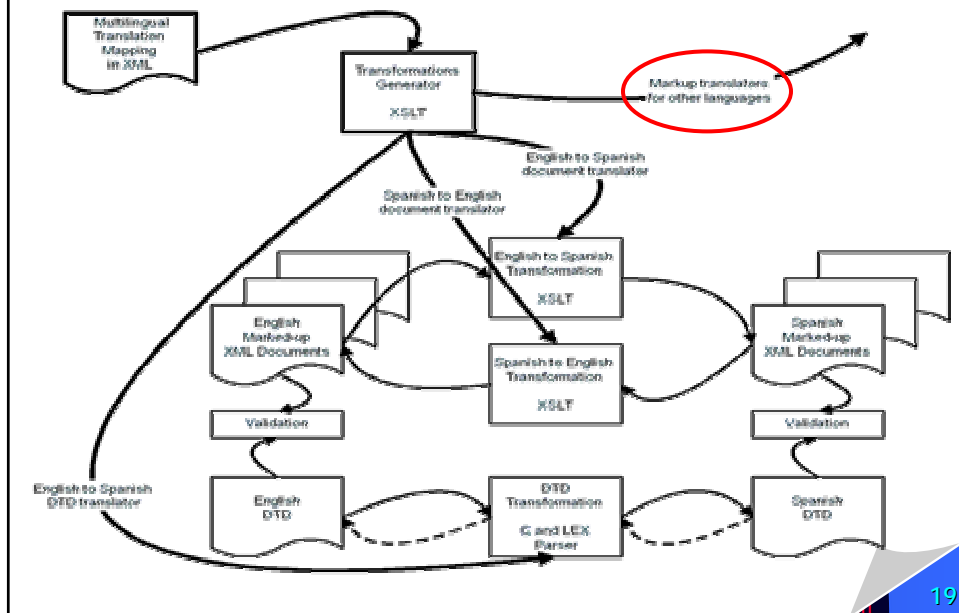 Multilingual
Translation
Mapping
in XML
Transformations
Generator
XSLT
Markup translators
for other languages
English to Spanish
document translator
Spanish to English
document translator
English to Spanish
Transformation
XSLT
English
Marked-up
XML Documents
Spanish
Marked-up
XML Documents
Spanish to English
Transformation
XSLT
Validation
Validation
English to Spanish
DTD translator
English
DTD
DTD
Transformation
C and LEX
Parser
Spanish
DTD
19